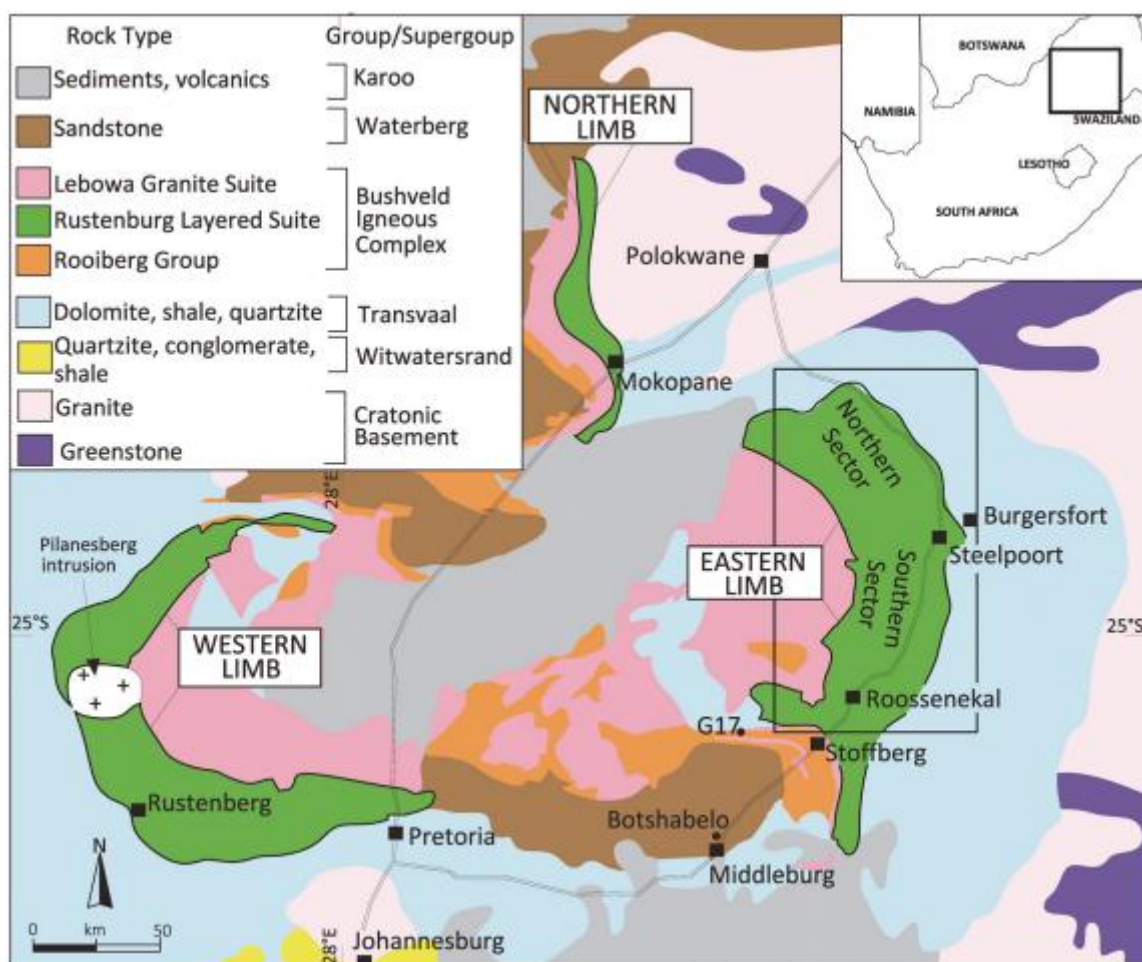 Rock Type Group/Supergoup
Sediments, volcanics Karoo
Sandstone Waterberg
Lebowa Granite Suite
Rustenburg Layered Suite
Rooiberg Group
Bushveld
Igneous
Complex
Dolomite, shale, quartzite Transvaal
Quartzite, conglomerate,
shale
Witwatersrand
Granite
Greenstone
Cratonic
Basement
NORTHERN
LIMB
BOTSWANA
NAMIBIA
SWAZILAND
LESOTHO
SOUTH AFRICA
Polokwane
Mokopane
28°E
Northern
Sector
Pilanesberg
intrusion
Burgersfort
Steelpoort
EASTERN
LIMB
Southern
Sector
25°S
25°S
WESTERN
LIMB
Roossenekal
G17
Stoffberg
Rustenberg
Pretoria
Botshabelo
Middleburg
N
0 km 50
28°E
Johannesburg